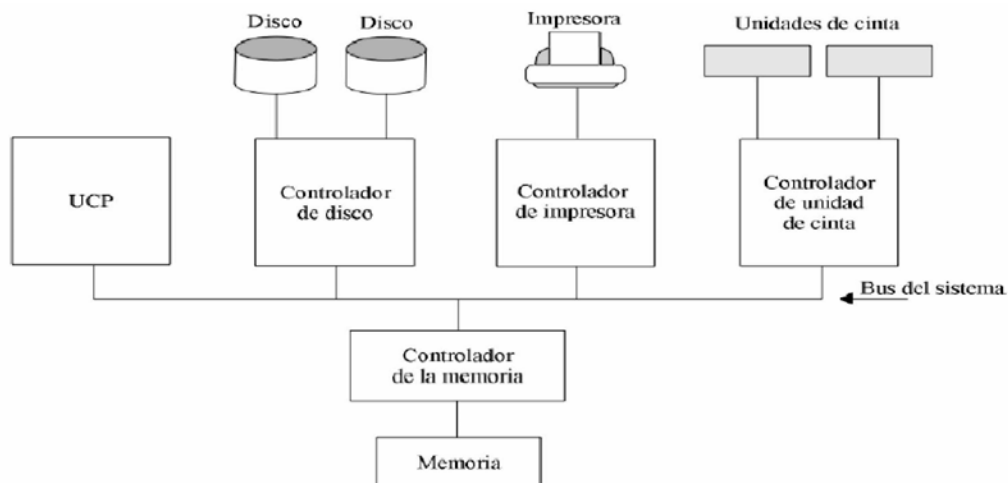 Disco
Disco
Impresora
Unidades de cinta
UCP
Controlador
de disco
Controlador
de impresora
Controlador
de unidad
de cinta
Bus del sistema
Controlador
de la memoria
Memoria